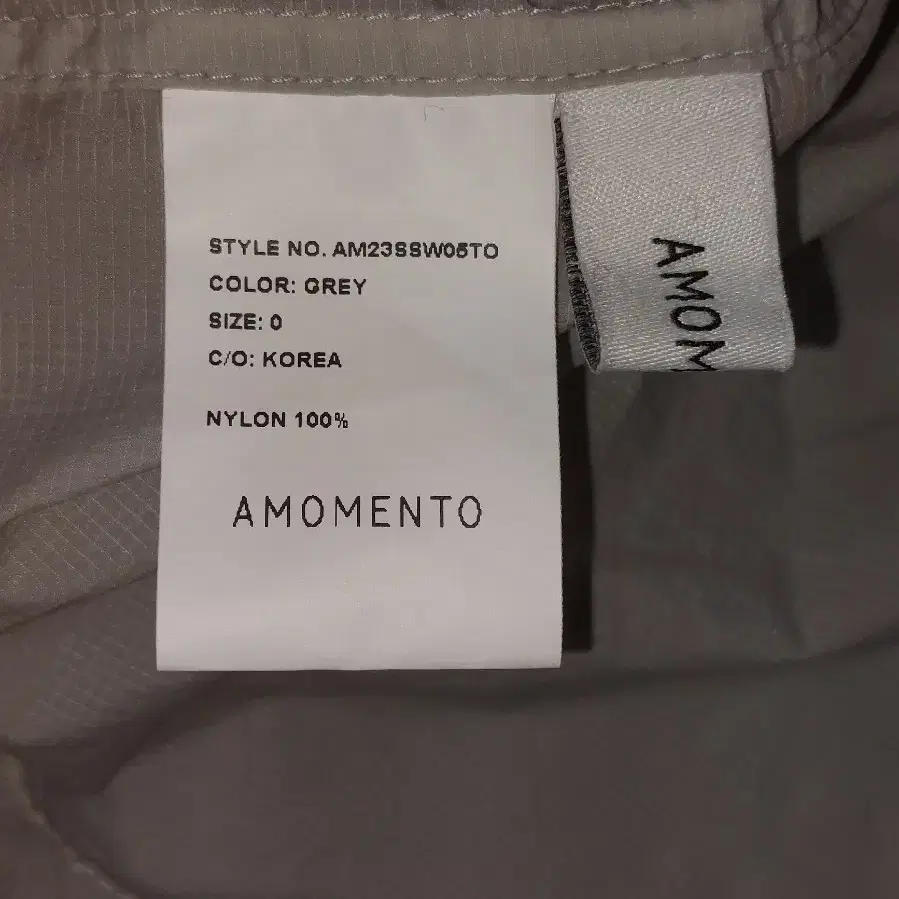 STYLE NO. AM23SSW05TO
COLOR: GREY
SIZE: 0
C/O: KOREA
NYLON 100%
AMOMENTO
AMOM